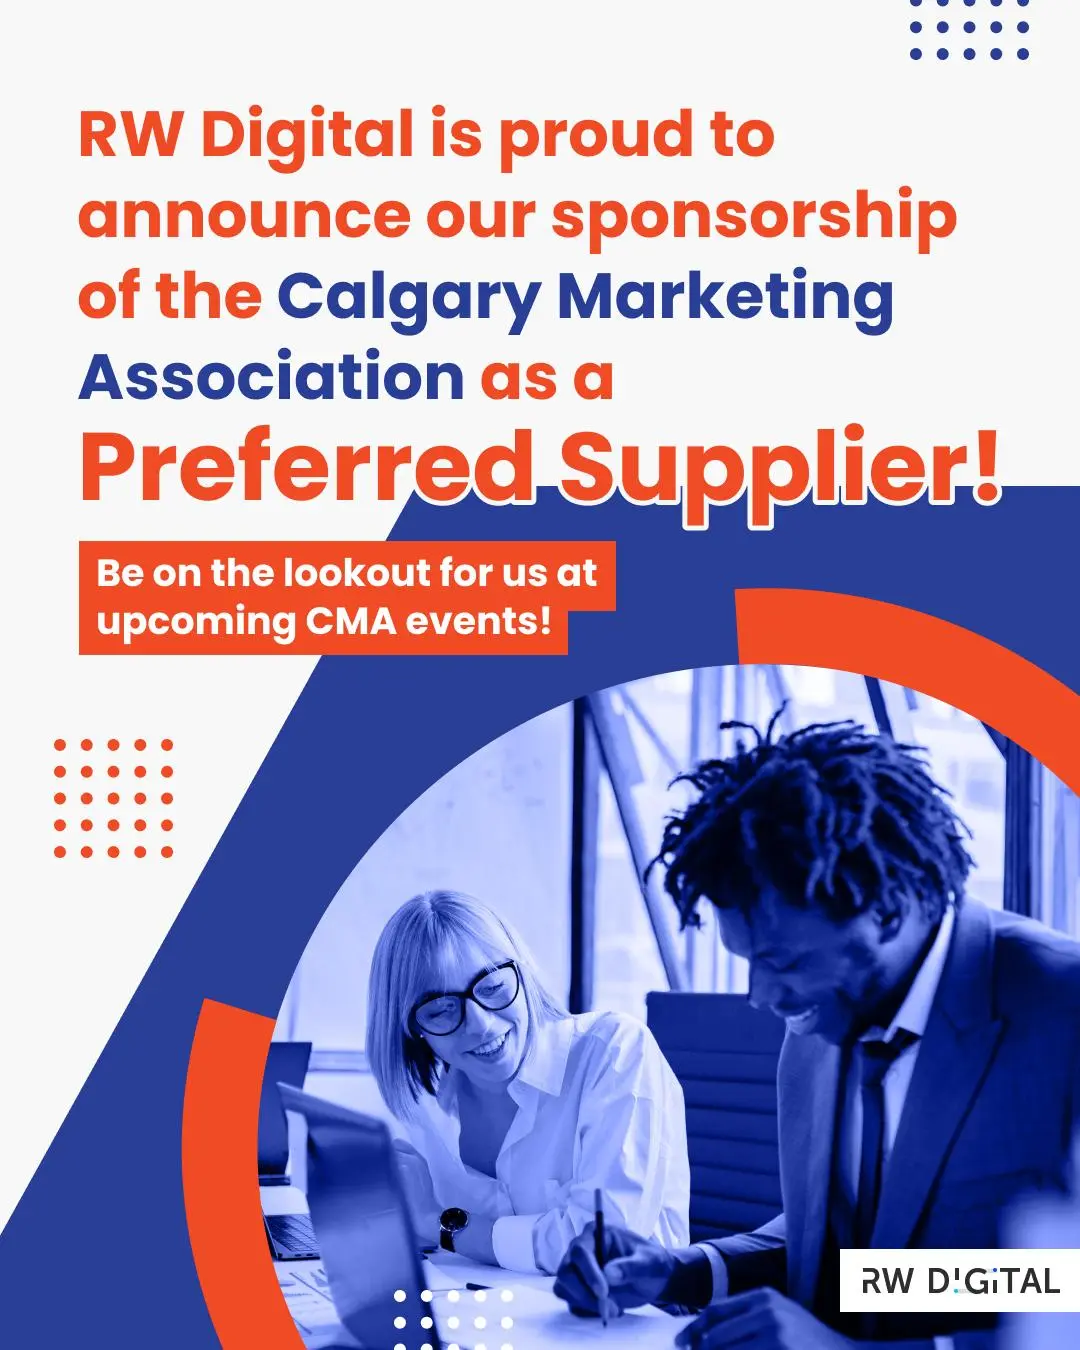 RW Digital is proud to
announce our sponsorship
of the Calgary Marketing
Association as a
Preferred Supplier!
Be on the lookout for us at
upcoming CMA events!
RW D!GiTAL